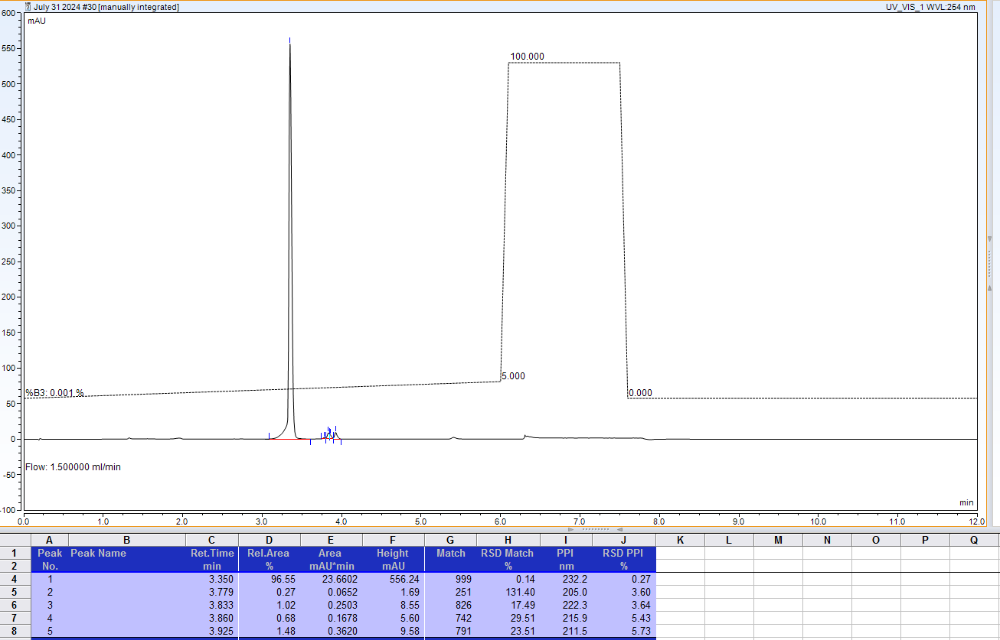 July 31 2024 #30 [manually integrated] UV_VIS_1 WVL:254 nm
600
mAU
550
100.000
500
450
400
350
300
250
200
150
100
5.000
%B3: 0.001 %
0.000
50
0
Flow: 1.500000 ml/min
-50
min
-100
0.0 1.0 2.0 3.0 4.0 5.0 6.0 7.0 8.0 9.0 10.0 11.0 12.0
A B C D E F G H I J K L M N O P Q
1 Peak Peak Name Ret.Time Rel.Area Area Height Match RSD Match PPI RSD PPI
2 No. min % mAU*min mAU % nm %
4 1 3.350 96.55 23.6602 556.24 999 0.14 232.2 0.27
5 2 3.779 0.27 0.0652 1.69 251 131.40 205.0 3.60
6 3 3.833 1.02 0.2503 8.55 826 17.49 222.3 3.64
7 4 3.860 0.68 0.1678 5.60 742 29.51 215.9 5.43
8 5 3.925 1.48 0.3620 9.58 791 23.51 211.5 5.73